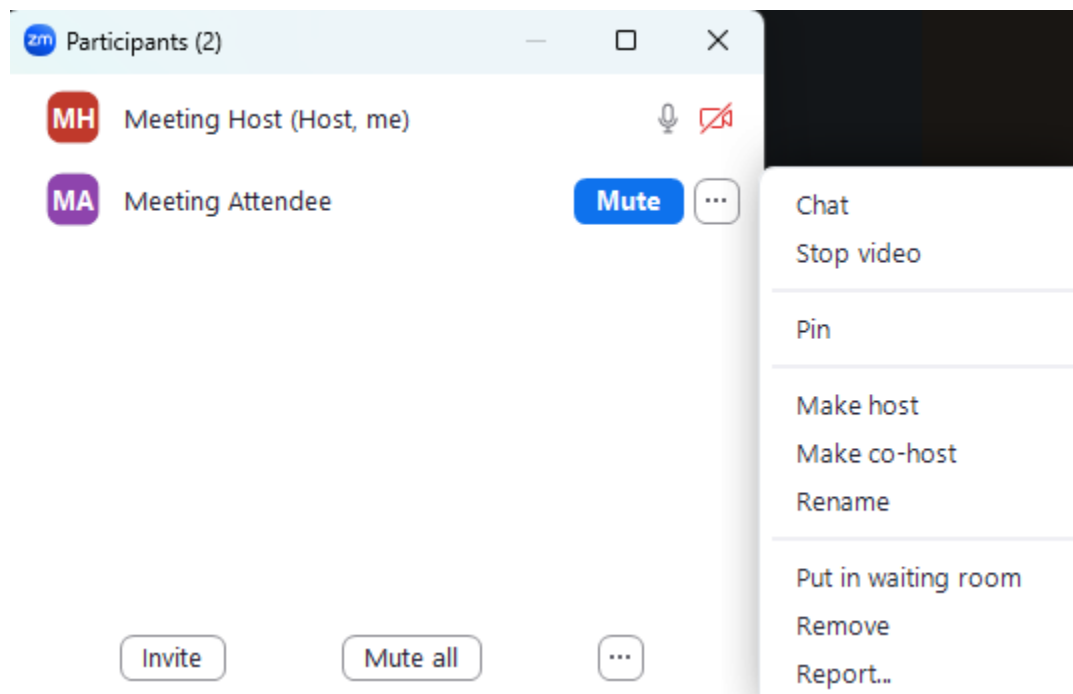 zm Participants (2)
MH Meeting Host (Host, me)
MA Meeting Attendee Mute ...
Chat
Stop video
Pin
Make host
Make co-host
Rename
Put in waiting room
Remove
Report...
Invite Mute all ...